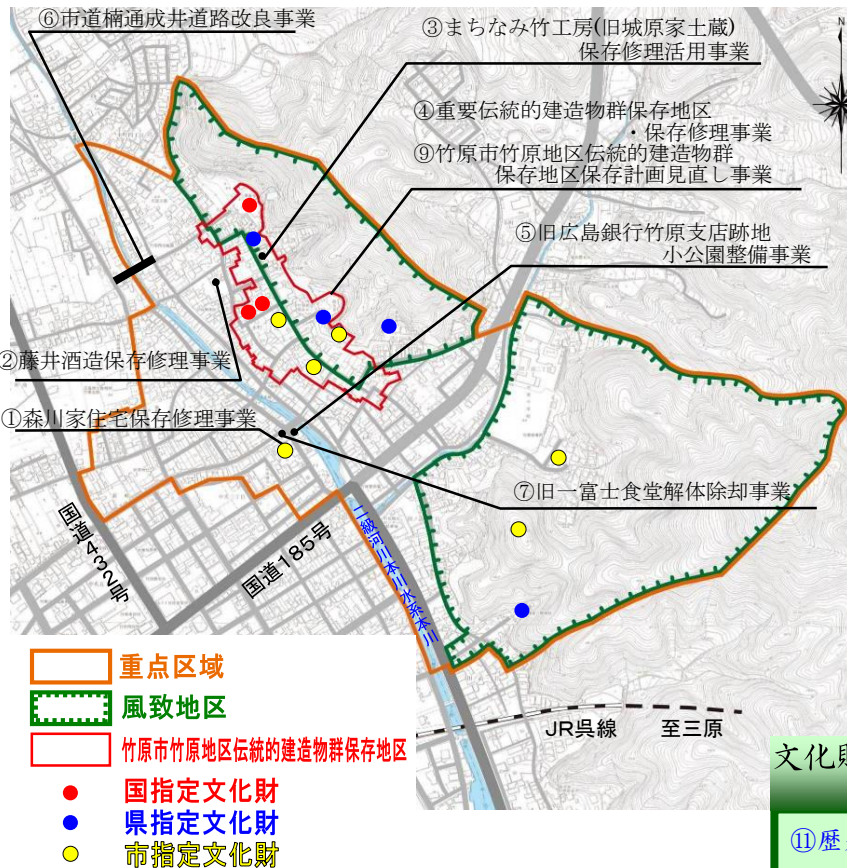 ⑥市道楠通成井道路改良事業
③まちなみ竹工房(旧城原家土蔵)
保存修理活用事業
N
④重要伝統的建造物群保存地区
・保存修理事業
⑨竹原市竹原地区伝統的建造物群
保存地区保存計画見直し事業
⑤旧広島銀行竹原支店跡地
小公園整備事業
②藤井酒造保存修理事業
①森川家住宅保存修理事業
⑦旧一富士食堂解体除却事業
国道432号
国道185号
二級河川本川水系本川
重点区域
風致地区
竹原市竹原地区伝統的建造物群保存地区
国指定文化財
県指定文化財
市指定文化財
JR呉線
至三原
文化財
⑪歴